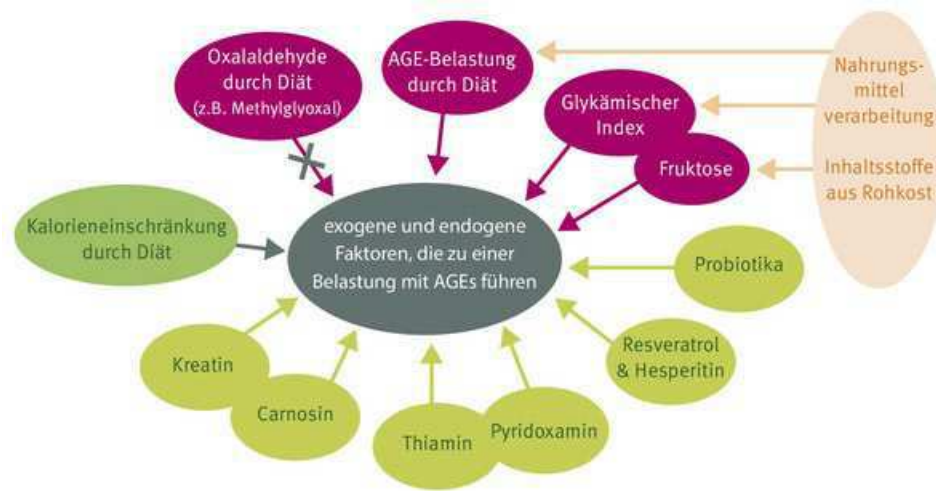 Oxalaldehyde
durch Diät
(z.B. Methylglyoxal)
AGE-Belastung
durch Diät
Glykämischer
Index
Fruktose
Nahrungs-
mittel
verarbeitung
Inhaltsstoffe
aus Rohkost
Kalorieneinschränkung
durch Diät
exogene und endogene
Faktoren, die zu einer
Belastung mit AGEs führen
Probiotika
Resveratrol
& Hesperitin
Kreatin
Carnosin
Thiamin
Pyridoxamin